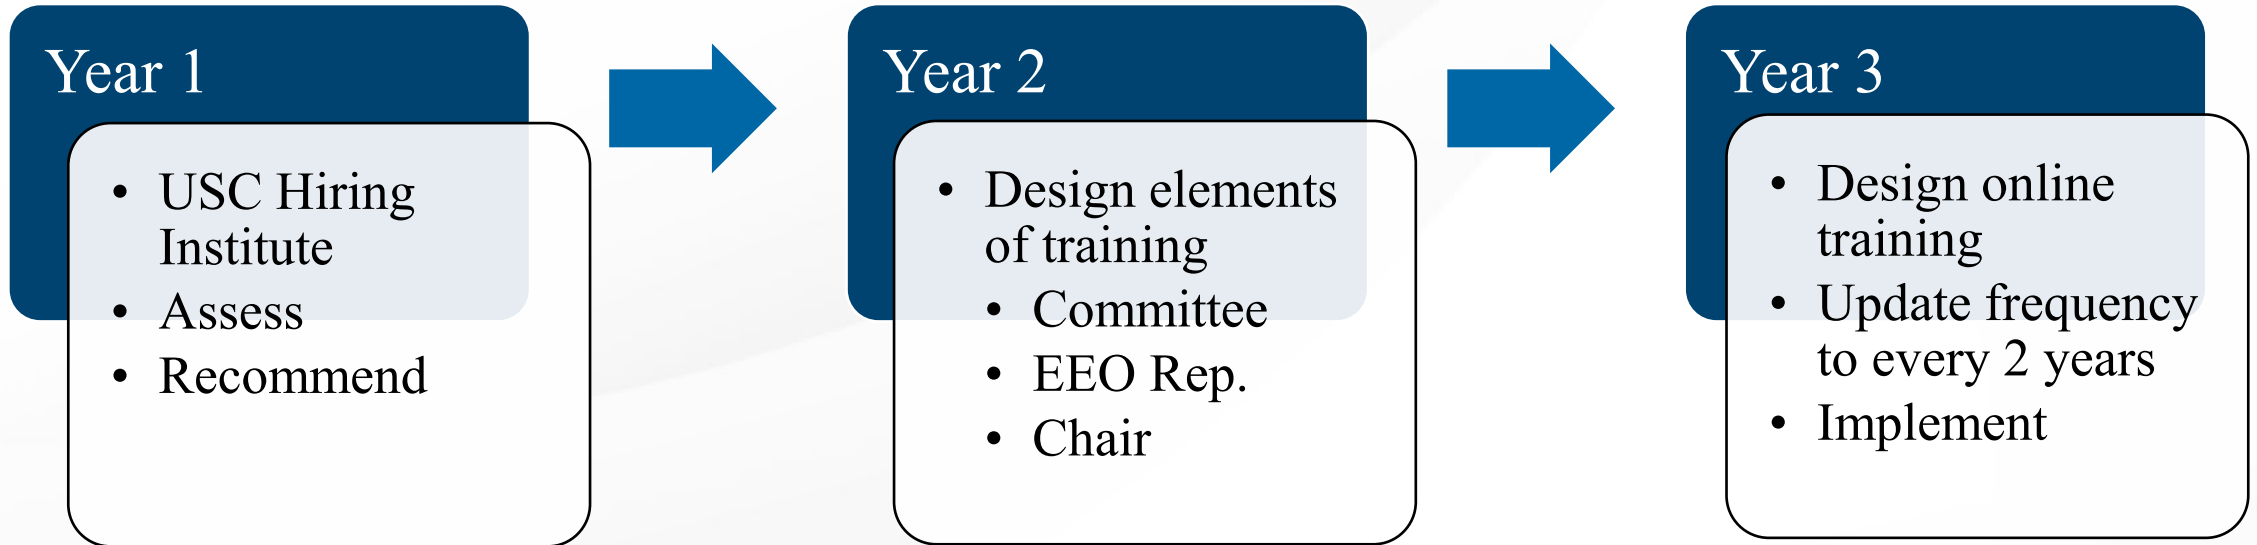 Year 1
• USC Hiring
Institute
• Assess
• Recommend
Year 2
• Design elements
of training
• Committee
• EEO Rep.
• Chair
Year 3
• Design online
training
• Update frequency
to every 2 years
• Implement